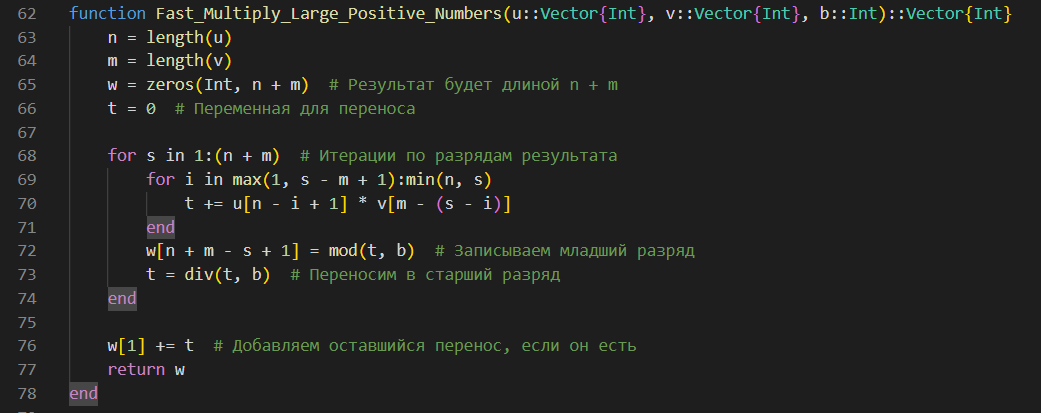 62 function Fast_Multiply_Large_Positive_Numbers(u::Vector{Int}, v::Vector{Int}, b::Int)::Vector{Int}
63     n = length(u)
64     m = length(v)
65     w = zeros(Int, n + m)  # Результат будет длиной n + m
66     t = 0  # Переменная для переноса
67
68     for s in 1:(n + m)  # Итерации по разрядам результата
69         for i in max(1, s - m + 1):min(n, s)
70             t += u[n - i + 1] * v[m - (s - i)]
71         end
72         w[n + m - s + 1] = mod(t, b)  # Записываем младший разряд
73         t = div(t, b)  # Переносим в старший разряд
74     end
75
76     w[1] += t  # Добавляем оставшийся перенос, если он есть
77     return w
78 end